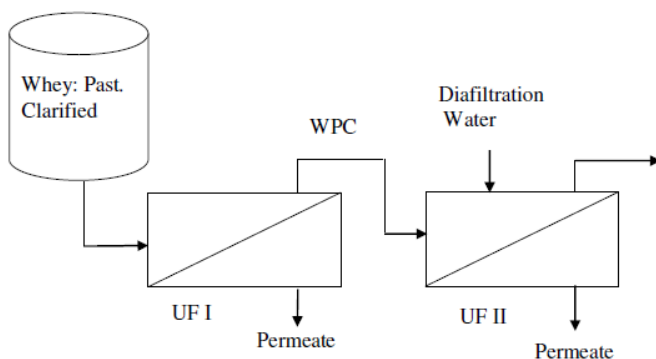 Whey: Past.
Clarified
WPC
Diafiltration
Water
UF I
Permeate
UF II
Permeate